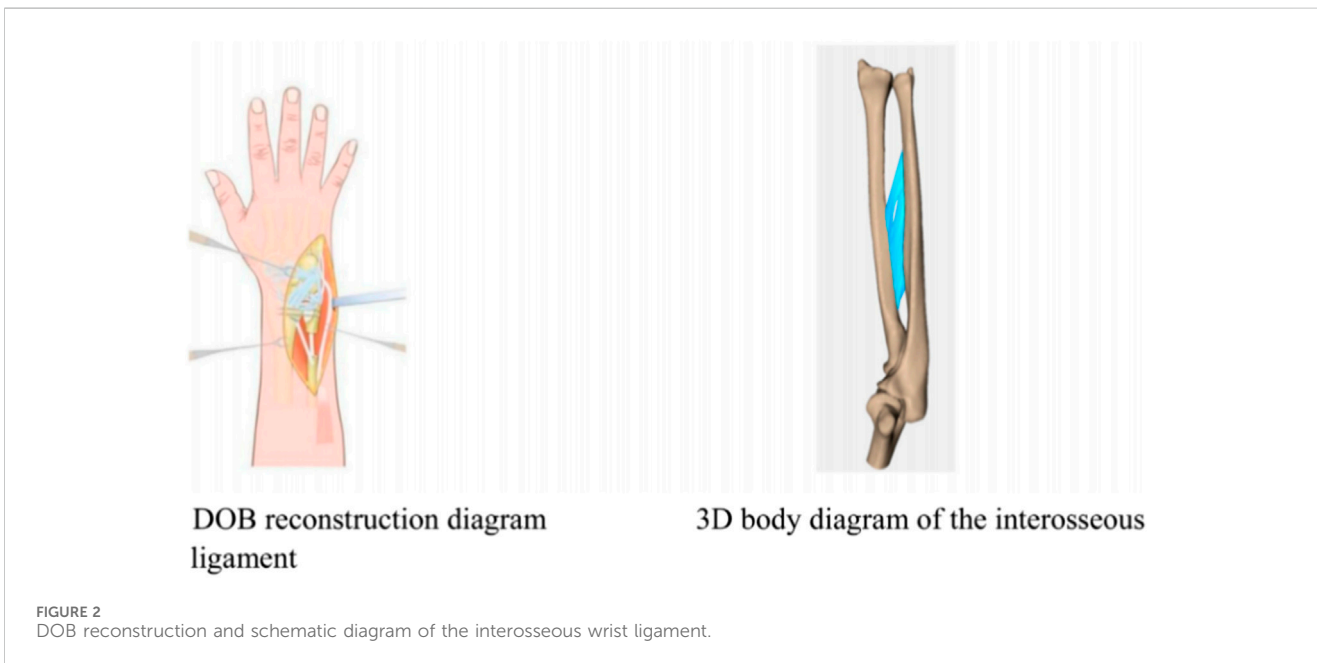 DOB reconstruction diagram 3D body diagram of the interosseous
ligament
FIGURE 2
DOB reconstruction and schematic diagram of the interosseous wrist ligament.